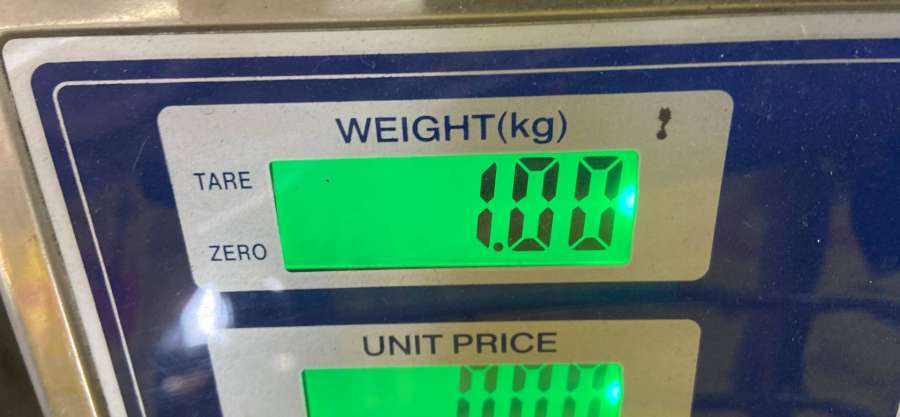 WEIGHT(kg)
TARE
1.00
ZERO
UNIT PRICE